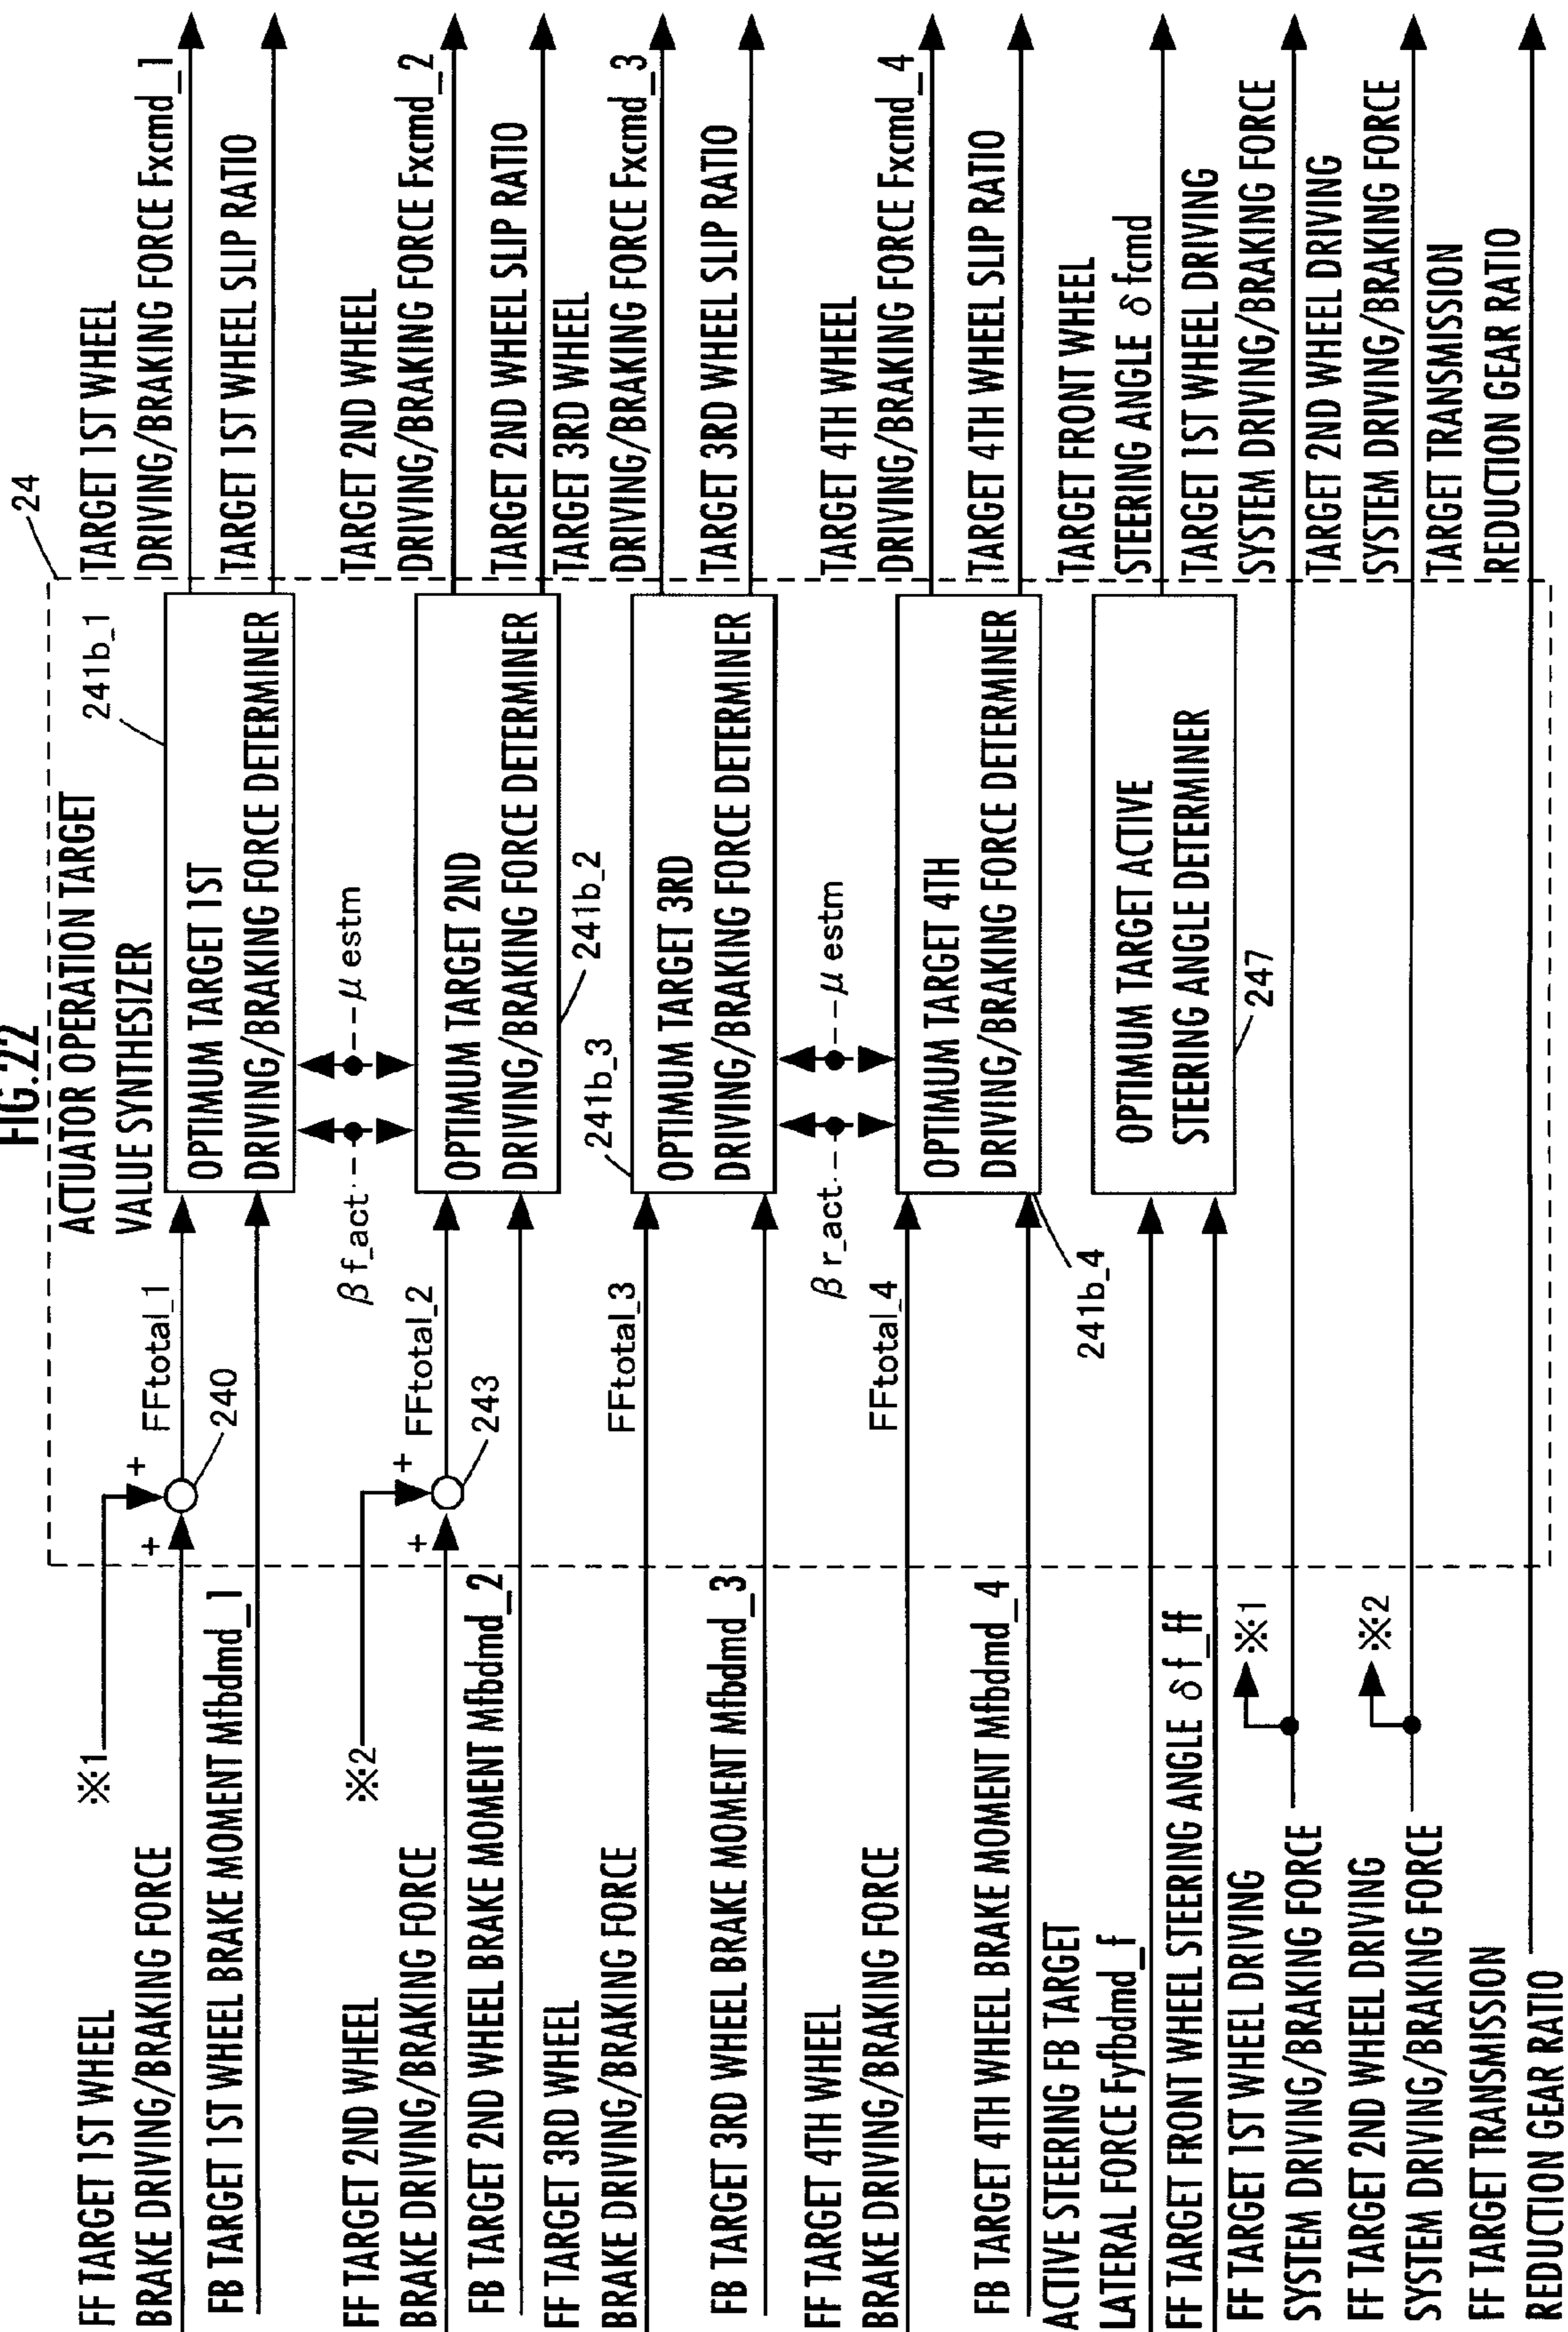 FIG.22
ACTUATOR OPERATION TARGET
VALUE SYNTHESIZER
24
FF TARGET 1ST WHEEL
BRAKE DRIVING/BRAKING FORCE
※1
+
+
FFtotal_1
240
FB TARGET 1ST WHEEL BRAKE MOMENT Mfbdmd_1
241b_1
OPTIMUM TARGET 1ST
DRIVING/BRAKING FORCE DETERMINER
TARGET 1ST WHEEL
DRIVING/BRAKING FORCE Fxcmd_1
TARGET 1ST WHEEL SLIP RATIO
βf_act
μ estm
FF TARGET 2ND WHEEL
BRAKE DRIVING/BRAKING FORCE
※2
+
+
FFtotal_2
243
FB TARGET 2ND WHEEL BRAKE MOMENT Mfbdmd_2
OPTIMUM TARGET 2ND
DRIVING/BRAKING FORCE DETERMINER
241b_2
TARGET 2ND WHEEL
DRIVING/BRAKING FORCE Fxcmd_2
TARGET 2ND WHEEL SLIP RATIO
FF TARGET 3RD WHEEL
BRAKE DRIVING/BRAKING FORCE
FFtotal_3
241b_3
FB TARGET 3RD WHEEL BRAKE MOMENT Mfbdmd_3
OPTIMUM TARGET 3RD
DRIVING/BRAKING FORCE DETERMINER
TARGET 3RD WHEEL
DRIVING/BRAKING FORCE Fxcmd_3
TARGET 3RD WHEEL SLIP RATIO
βr_act
μ estm
FF TARGET 4TH WHEEL
BRAKE DRIVING/BRAKING FORCE
FFtotal_4
FB TARGET 4TH WHEEL BRAKE MOMENT Mfbdmd_4
241b_4
OPTIMUM TARGET 4TH
DRIVING/BRAKING FORCE DETERMINER
TARGET 4TH WHEEL
DRIVING/BRAKING FORCE Fxcmd_4
TARGET 4TH WHEEL SLIP RATIO
ACTIVE STEERING FB TARGET
LATERAL FORCE Fyfbdmd_f
FF TARGET FRONT WHEEL STEERING ANGLE δf_ff
OPTIMUM TARGET ACTIVE
STEERING ANGLE DETERMINER
247
TARGET FRONT WHEEL
STEERING ANGLE δfcmd
FF TARGET 1ST WHEEL DRIVING
SYSTEM DRIVING/BRAKING FORCE
※1
TARGET 1ST WHEEL DRIVING
SYSTEM DRIVING/BRAKING FORCE
FF TARGET 2ND WHEEL DRIVING
SYSTEM DRIVING/BRAKING FORCE
※2
TARGET 2ND WHEEL DRIVING
SYSTEM DRIVING/BRAKING FORCE
FF TARGET TRANSMISSION
REDUCTION GEAR RATIO
TARGET TRANSMISSION
REDUCTION GEAR RATIO